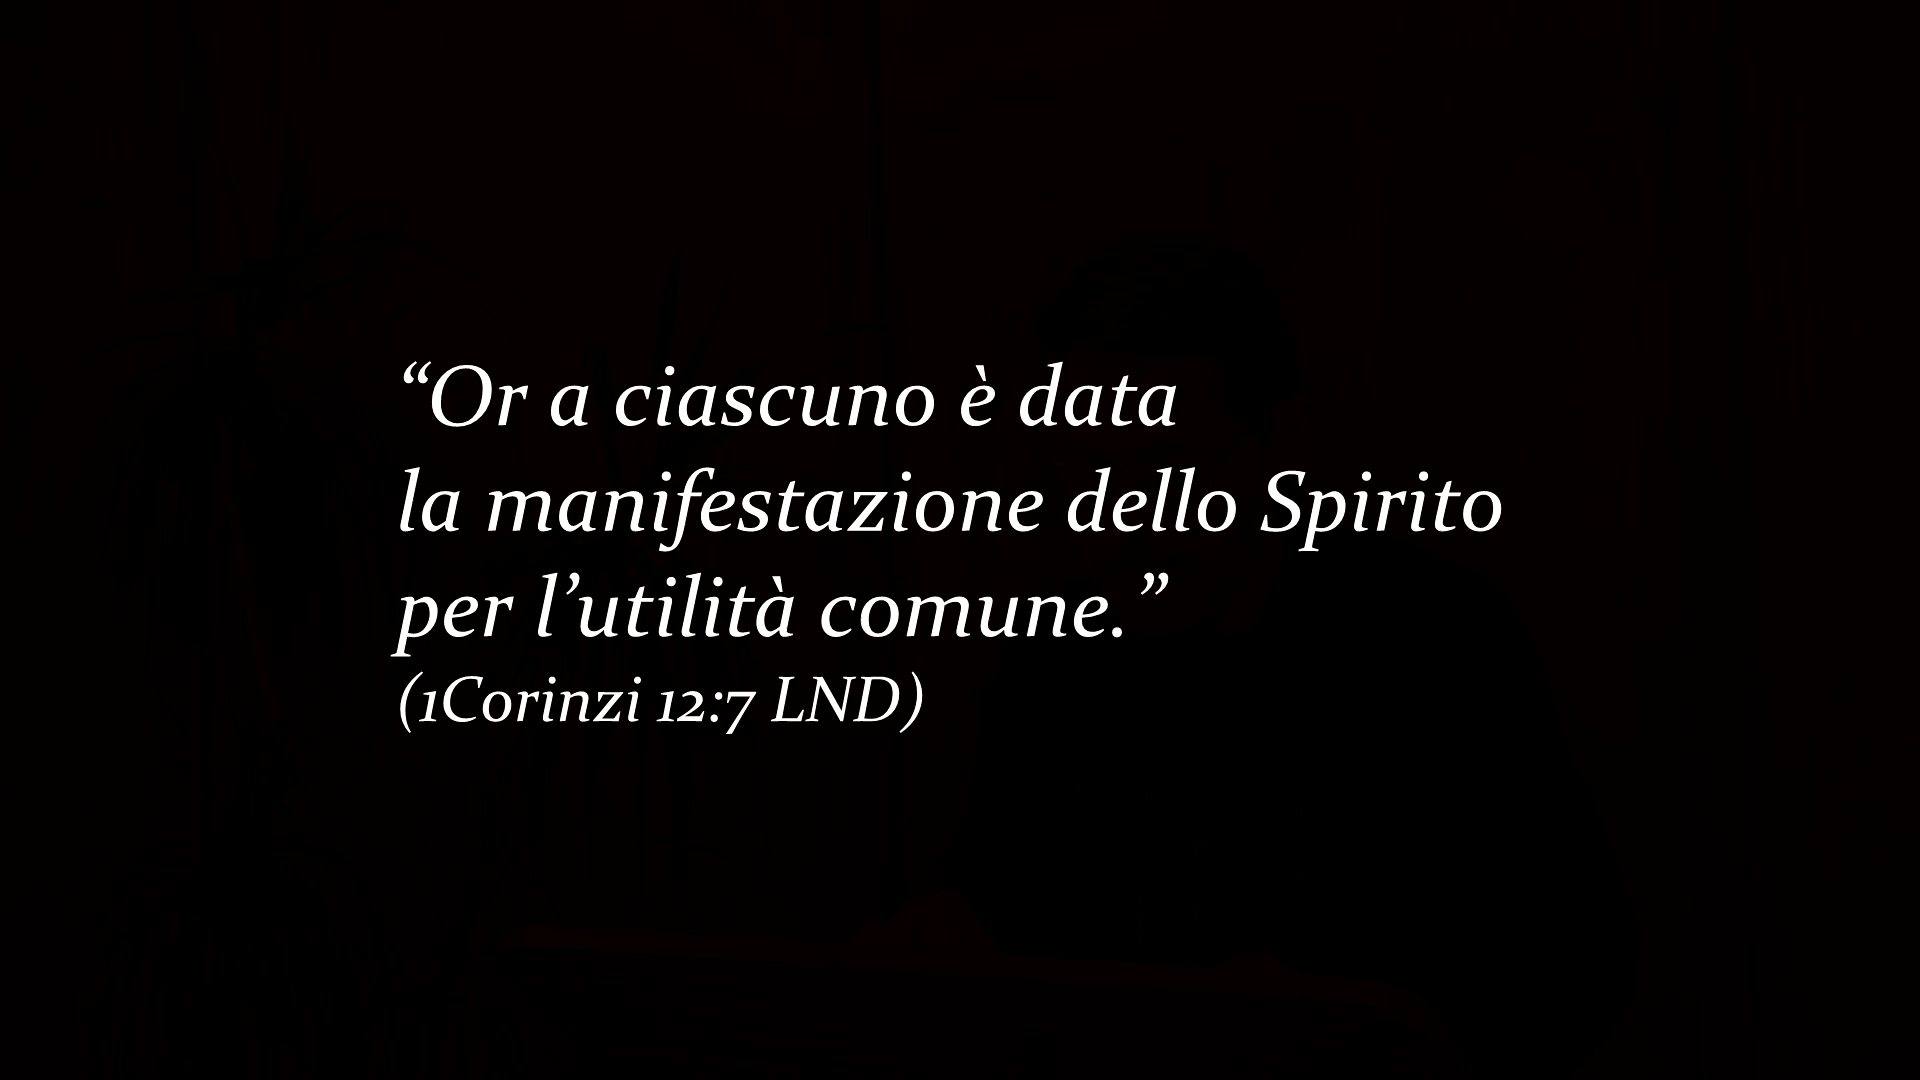 “Or a ciascuno è data
la manifestazione dello Spirito
per l’utilità comune.”
(1Corinzi 12:7 LND)